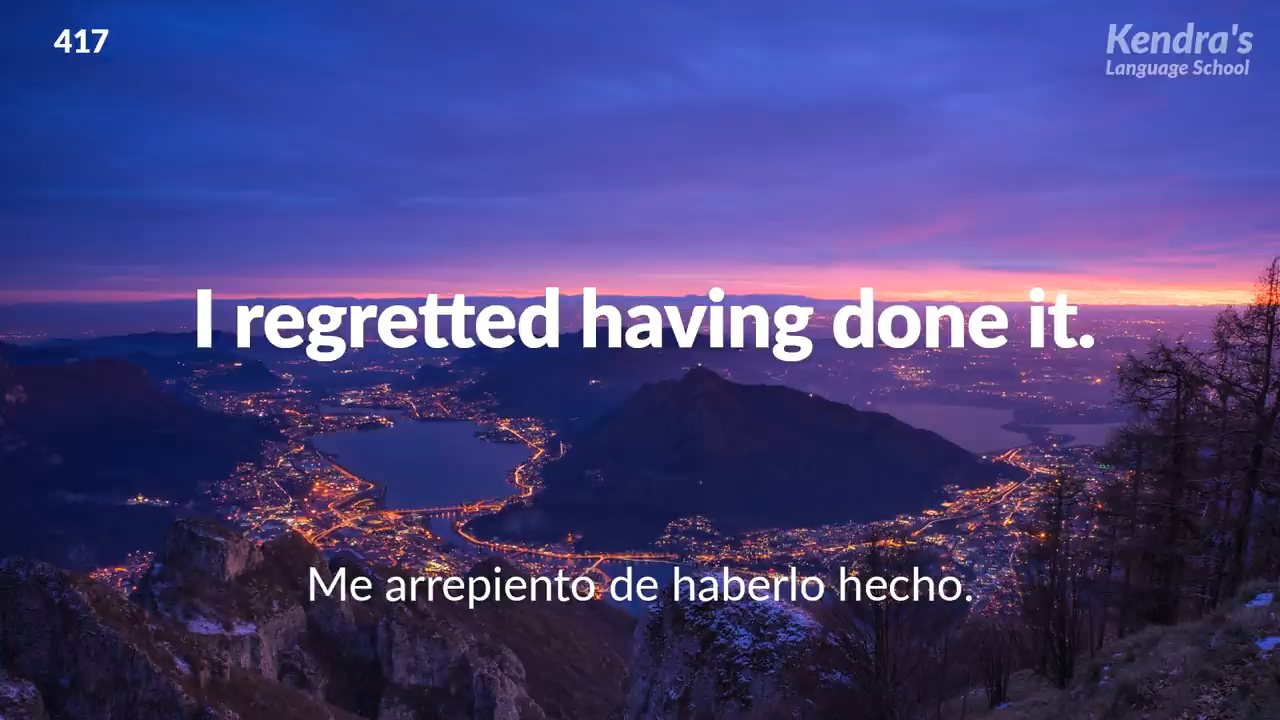 417
Kendra's
Language School
I regretted having done it.
Me arrepiento de haberlo hecho.